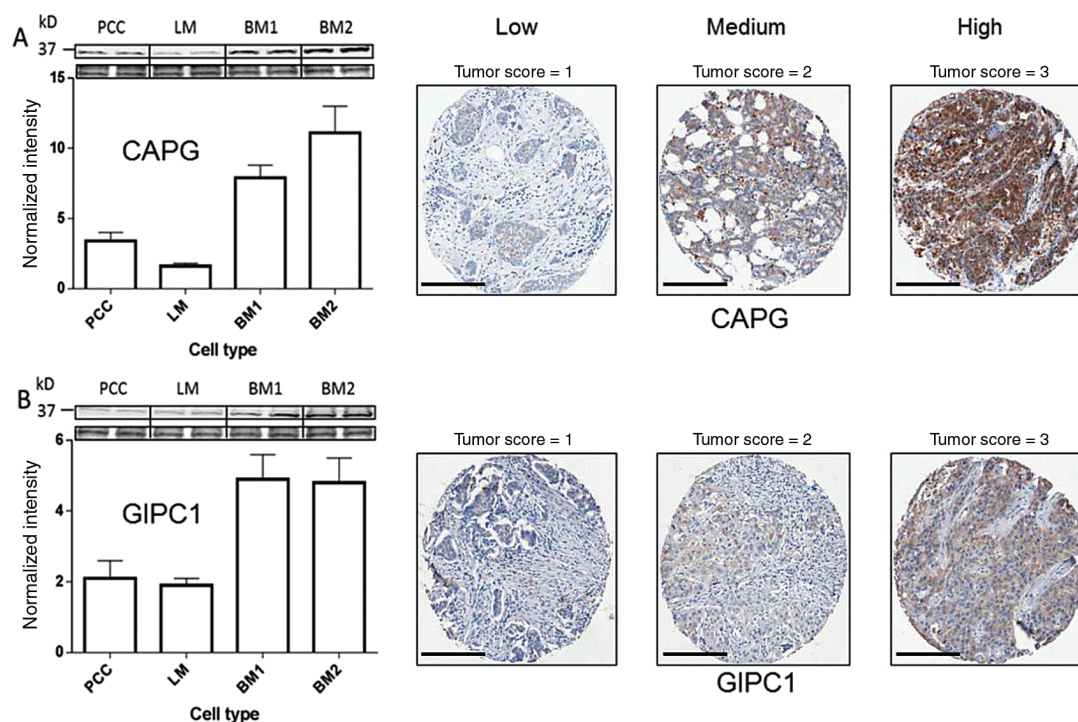 A
kD
PCC LM BM1 BM2
37
15
10
5
0
Normalized intensity
CAPG
PCC LM BM1 BM2
Cell type
Low Medium High
Tumor score = 1 Tumor score = 2 Tumor score = 3
CAPG
B
kD
PCC LM BM1 BM2
37
6
4
2
0
Normalized intensity
GIPC1
PCC LM BM1 BM2
Cell type
Tumor score = 1 Tumor score = 2 Tumor score = 3
GIPC1